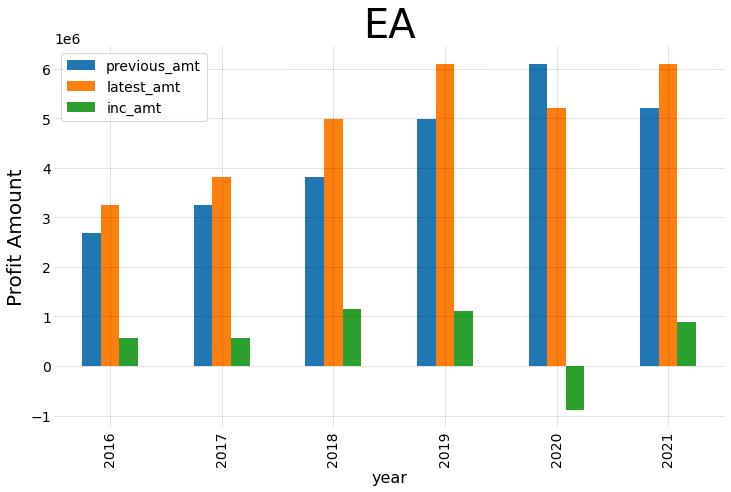 EA
1e6
previous_amt
latest_amt
inc_amt
Profit Amount
6
5
4
3
2
1
0
−1
2016
2017
2018
2019
2020
2021
year